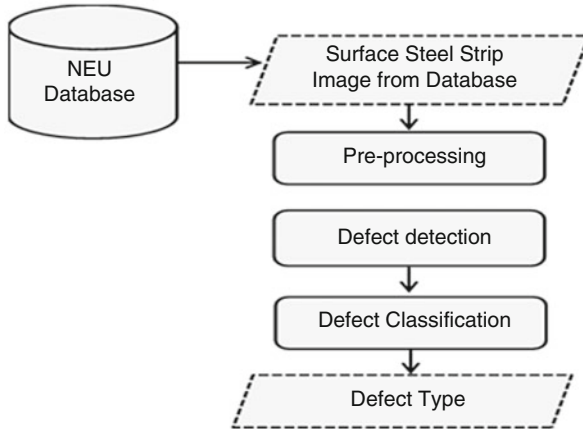 NEU
Database
Surface Steel Strip
Image from Database
Pre-processing
Defect detection
Defect Classification
Defect Type